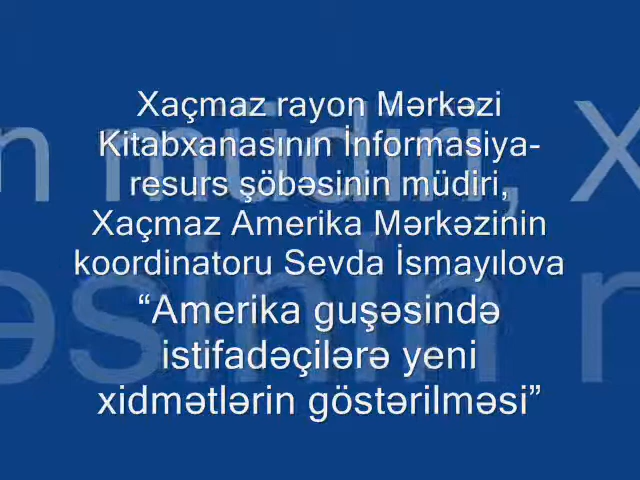 Xaçmaz rayon Mərkəzi
Kitabxanasının İnformasiya-
resurs şöbəsinin müdiri,
Xaçmaz Amerika Mərkəzinin
koordinatoru Sevda İsmayılova
“Amerika guşəsində
istifadəçilərə yeni
xidmətlərin göstərilməsi”